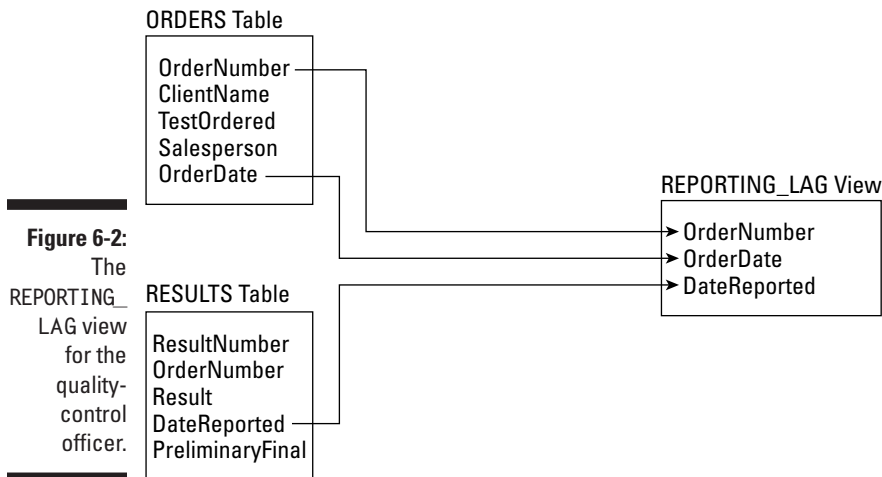 ORDERS Table
OrderNumber
ClientName
TestOrdered
Salesperson
OrderDate
REPORTING_LAG View
OrderNumber
OrderDate
DateReported
Figure 6-2:
The
REPORTING_
LAG view
for the
quality-
control
officer.
RESULTS Table
ResultNumber
OrderNumber
Result
DateReported
PreliminaryFinal